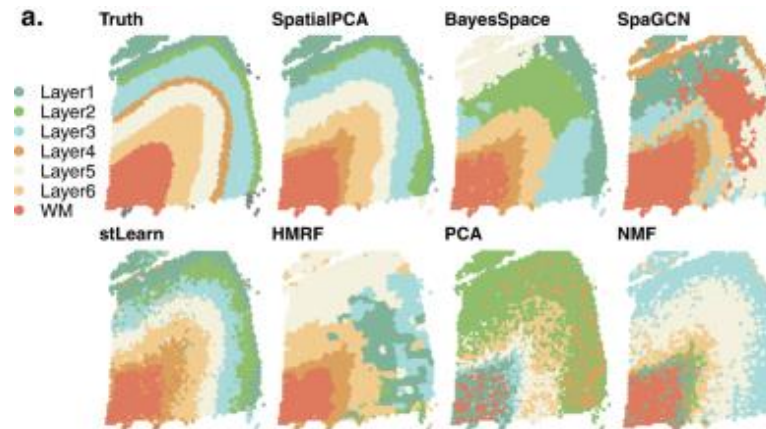 a.
Truth
SpatialPCA
BayesSpace
SpaGCN
Layer1
Layer2
Layer3
Layer4
Layer5
Layer6
WM
stLearn
HMRF
PCA
NMF